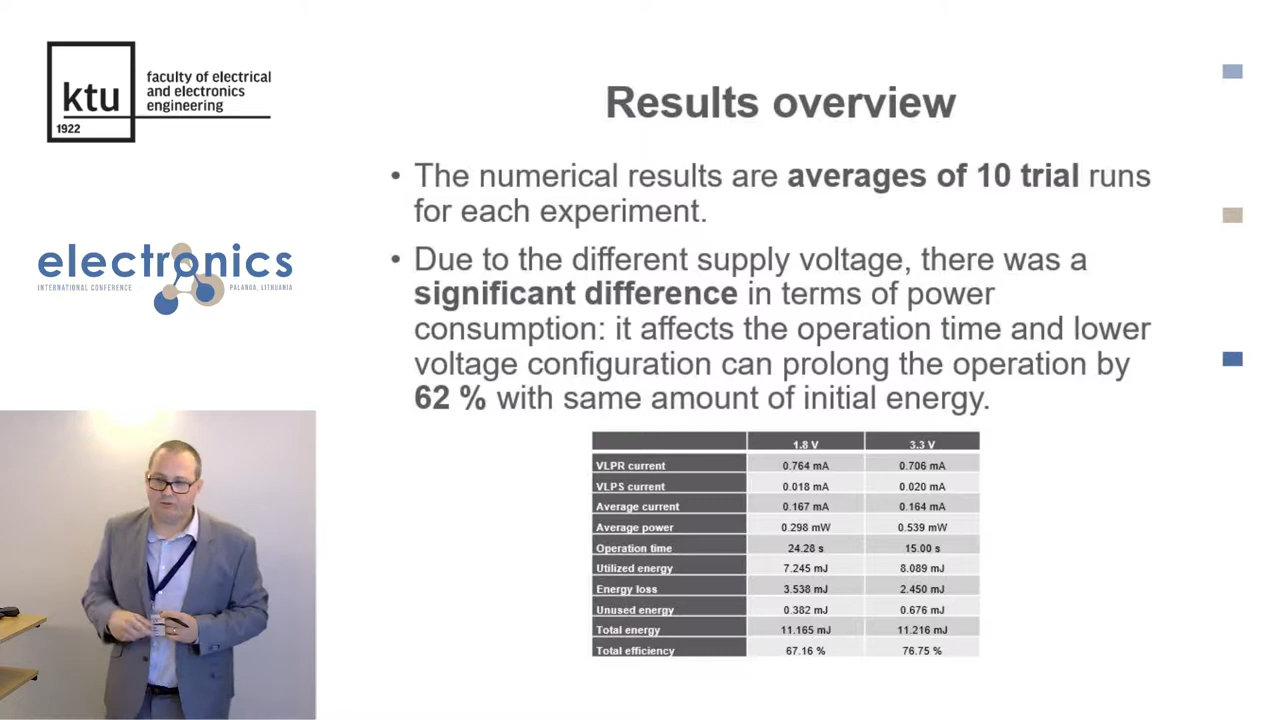 ktu
1922
faculty of electrical
and electronics
engineering
electronics
INTERNATIONAL CONFERENCE
PALANGA, LITHUANIA
Results overview
• The numerical results are averages of 10 trial runs
for each experiment.
• Due to the different supply voltage, there was a
significant difference in terms of power
consumption: it affects the operation time and lower
voltage configuration can prolong the operation by
62 % with same amount of initial energy.
1.8 V 3.3 V
VLPR current 0.764 mA 0.706 mA
VLPS current 0.018 mA 0.020 mA
Average current 0.167 mA 0.164 mA
Average power 0.298 mW 0.539 mW
Operation time 24.28 s 15.00 s
Utilized energy 7.245 mJ 8.089 mJ
Energy loss 3.538 mJ 2.450 mJ
Unused energy 0.382 mJ 0.676 mJ
Total energy 11.165 mJ 11.216 mJ
Total efficiency 67.16 % 76.75 %